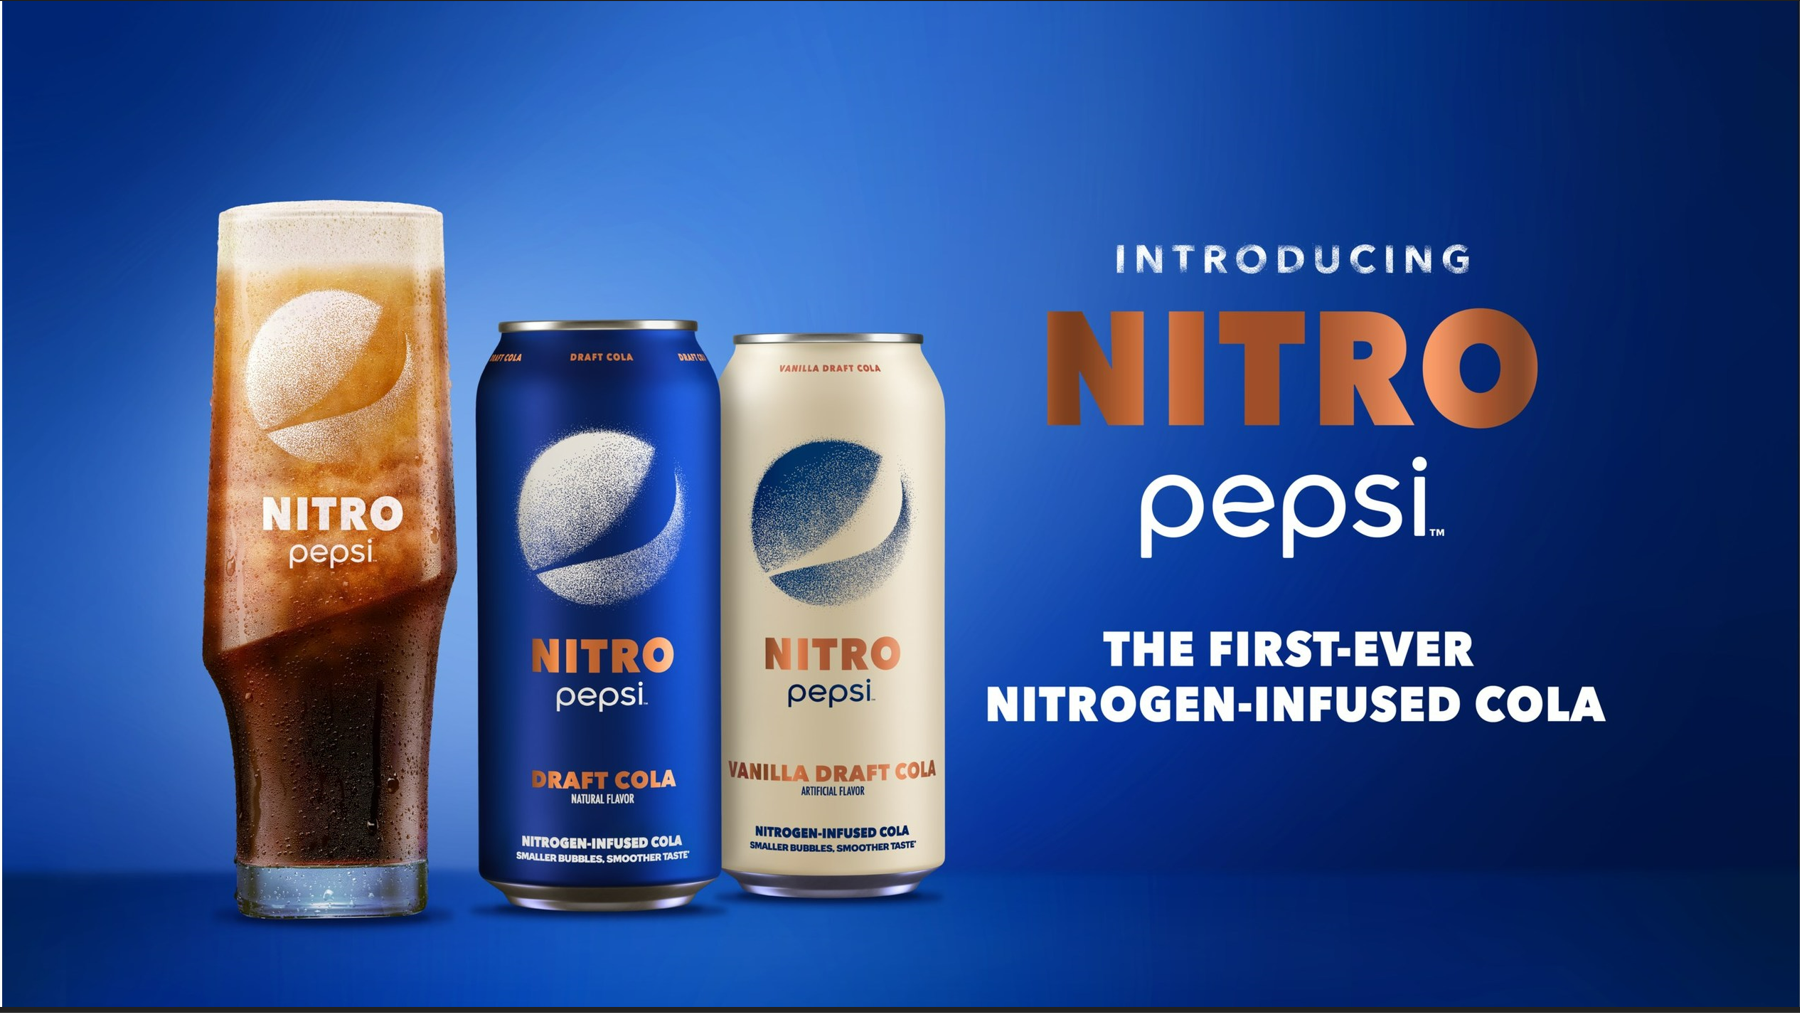 NITRO
pepsi
DRAFT COLA
NITRO
pepsi™
DRAFT COLA
NATURAL FLAVOR
NITROGEN-INFUSED COLA
SMALLER BUBBLES, SMOOTHER TASTE*
VANILLA DRAFT COLA
NITRO
pepsi
VANILLA DRAFT COLA
ARTIFICIAL FLAVOR
NITROGEN-INFUSED COLA
SMALLER BUBBLES, SMOOTHER TASTE*
INTRODUCING
NITRO
pepsi™
THE FIRST-EVER
NITROGEN-INFUSED COLA